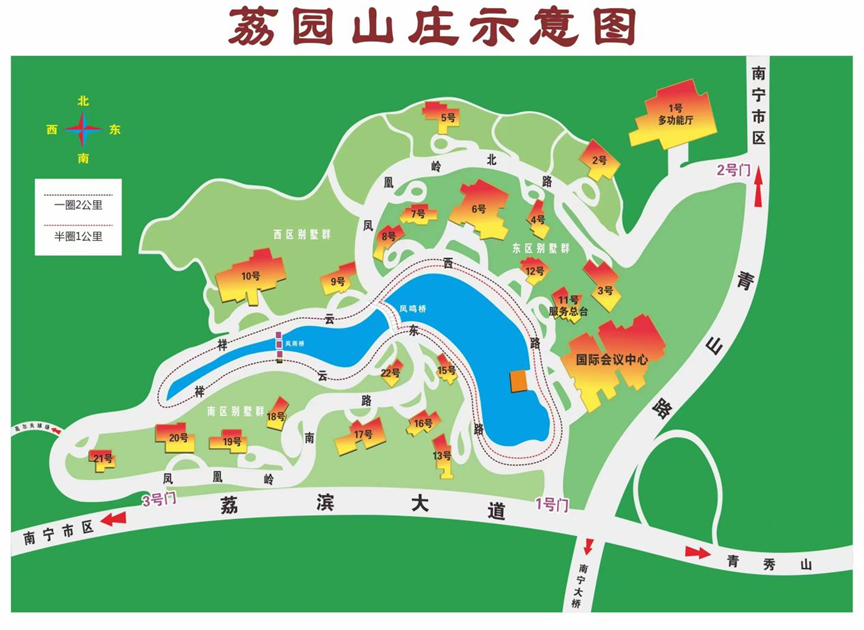 荔园山庄示意图
北
西
东
南
一圈2公里
半圈1公里
南宁市区
2号门
1号
多功能厅
2号
5号
凤凰岭北路
6号
7号
8号
4号
西区别墅群
东区别墅群
10号
9号
12号
3号
11号
服务总台
国际会议中心
祥云西路
凤鸣桥
风雨桥
祥云东路
青山路
22号
15号
南区别墅群
18号
16号
17号
13号
19号
20号
21号
凤凰岭南路
3号门
1号门
荔滨大道
南宁市区
南宁大桥
青秀山